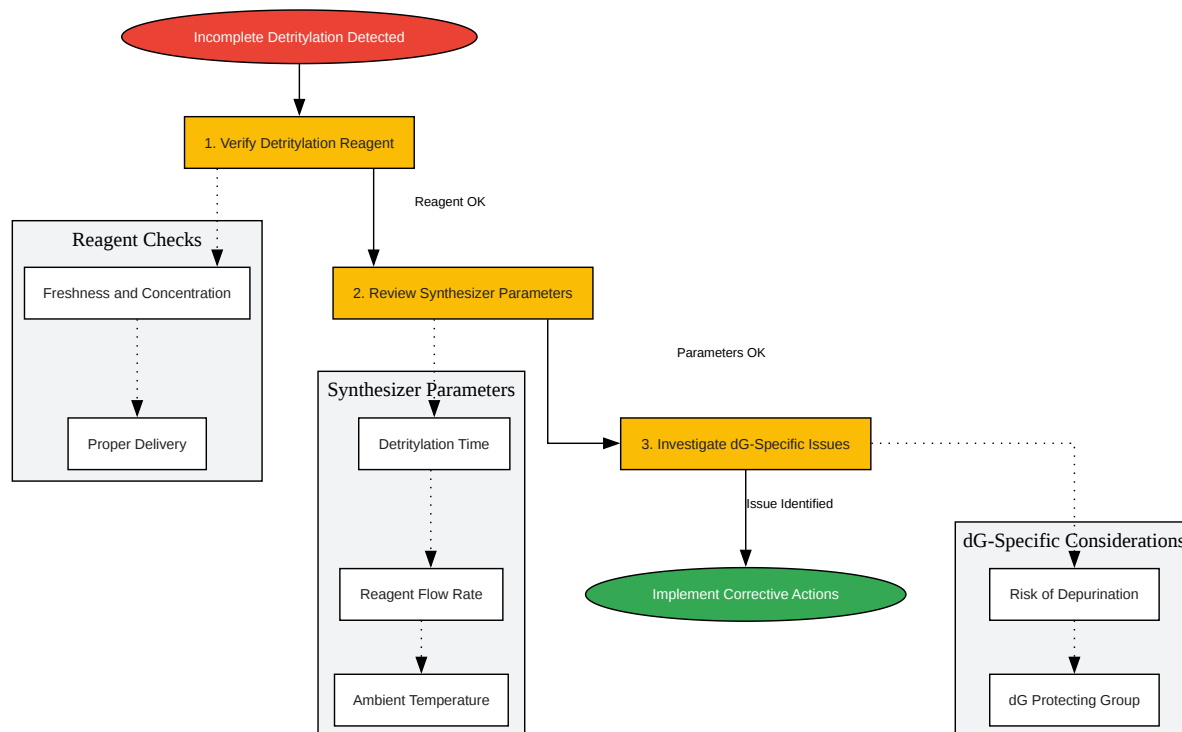 Incomplete Detritylation Detected
1. Verify Detritylation Reagent
Reagent OK
Reagent Checks
Freshness and Concentration
2. Review Synthesizer Parameters
Parameters OK
Synthesizer Parameters
Proper Delivery
Detritylation Time
3. Investigate dG-Specific Issues
Issue Identified
dG-Specific Considerations
Reagent Flow Rate
Implement Corrective Actions
Risk of Depurination
Ambient Temperature
dG Protecting Group